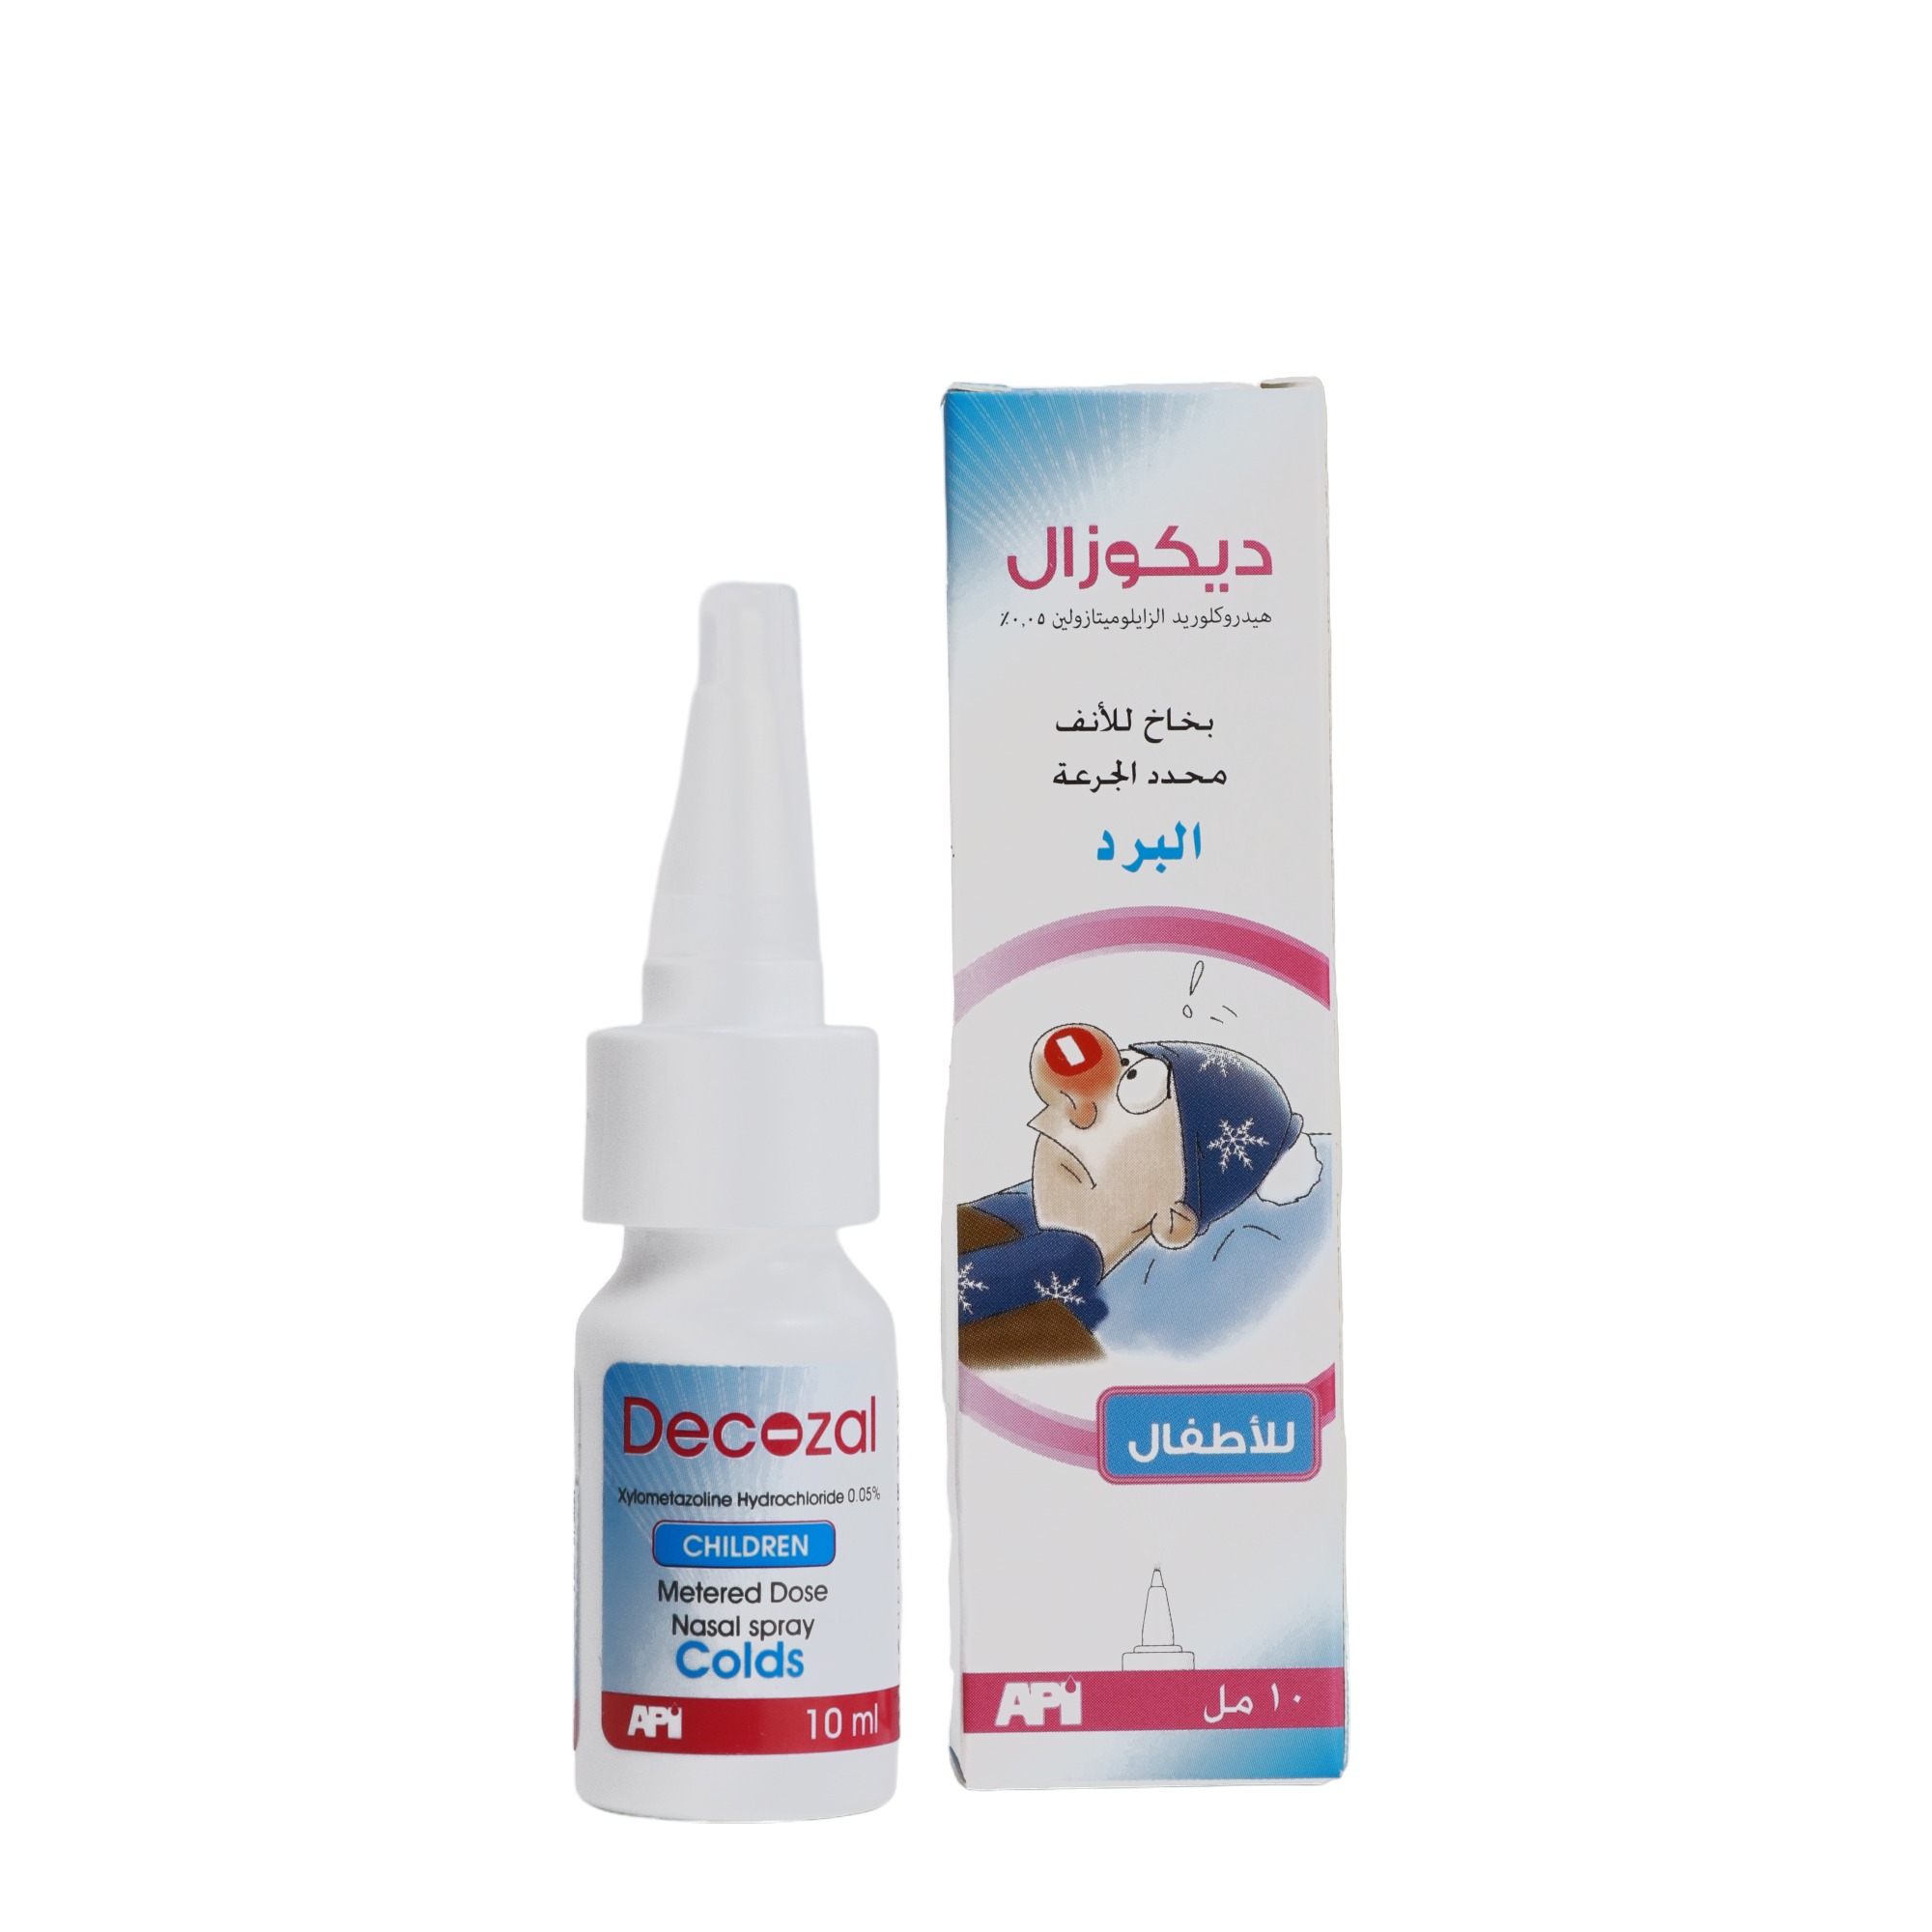 Decozal
Xylometazoline Hydrochloride 0.05%
CHILDREN
Metered Dose
Nasal spray
Colds
API
10 ml
ديكوزال
هيدروكلوريد الزايلوميتازولين ٠,٠٥٪
بخاخ للأنف
محدد الجرعة
البرد
!
للأطفال
API
١٠ مل